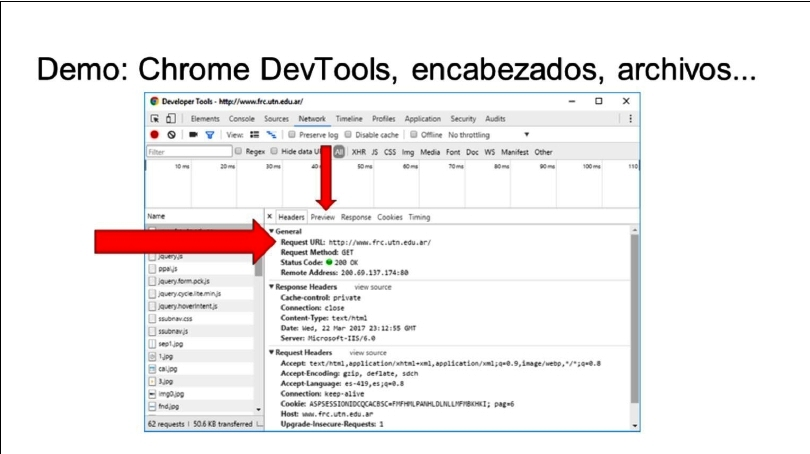 Demo: Chrome DevTools, encabezados, archivos...
Developer Tools - http://www.frc.utn.edu.ar/
Elements Console Sources Network Timeline Profiles Application Security Audits
View: Preserve log Disable cache Offline No throttling
Filter Regex Hide data All XHR JS CSS Img Media Font Doc WS Manifest Other
10 ms 20 ms 30 ms 50 ms 60 ms 70 ms 80 ms 90 ms 100 ms 110
Name × Headers Preview Response Cookies Timing
General
Request URL: http://www.frc.utn.edu.ar/
Request Method: GET
Status Code: 200 OK
Remote Address: 200.69.137.174:80
jquery.js
ppal.js
jquery.form.pck.js
jquery.cycle.lite.min.js
jquery.hoverIntent.js
ssubnav.css
ssubnav.js
sep1.jpg
1.jpg
cal.jpg
3.jpg
img0.jpg
fnd.jpg
62 requests | 50.6 KB transferred
Response Headers view source
Cache-control: private
Connection: close
Content-Type: text/html
Date: Wed, 22 Mar 2017 23:12:55 GMT
Server: Microsoft-IIS/6.0
Request Headers view source
Accept: text/html,application/xhtml+xml,application/xml;q=0.9,image/webp,*/*;q=0.8
Accept-Encoding: gzip, deflate, sdch
Accept-Language: es-419,es;q=0.8
Connection: keep-alive
Cookie: ASPSESSIONIDCQCACBSC=FMFHMLPANHLDLNLLMFMBKHKI; pag=6
Host: www.frc.utn.edu.ar
Upgrade-Insecure-Requests: 1